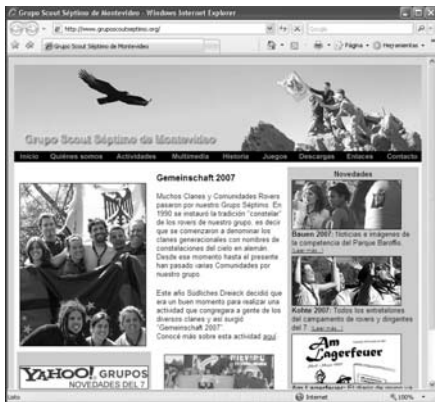 Grupo Scout Séptimo de Montevideo - Windows Internet Explorer
http://www.gruposcoutseptimo.org/
Google
Grupo Scout Séptimo de Montevideo
Página
Herramientas
Grupo Scout Séptimo de Montevideo
Inicio Quiénes somos Actividades Multimedia Historia Juegos Descargas Enlaces Contacto
Gemeinschaft 2007
Muchos Clanes y Comunidades Rovers
pasaron por nuestro Grupo Séptimo. En
1990 se instauró la tradición "constelar"
de los rovers de nuestro grupo, es decir
que se comenzaron a denominar los
clanes generacionales con nombres de
constelaciones del cielo en alemán.
Desde ese momento hasta el presente
han pasado varias Comunidades por
nuestro grupo.
Este año Südliches Dreieck decidió que
era un buen momento para realizar una
actividad que congregara a gente de los
diversos clanes y así surgió
"Gemeinschaft 2007".
Conocé más sobre esta actividad aquí
YAHOO! GRUPOS
NOVEDADES DEL 7
Novedades
Bauen 2007: Noticias e imágenes de
la competencia del Parque Baroffio.
[Leer más...]
Kohte 2007: Todos los entretelones
del campamento de rovers y dirigentes
del 7. [Leer más...]
Am
Lagerfeuer
Listo
Internet
100%